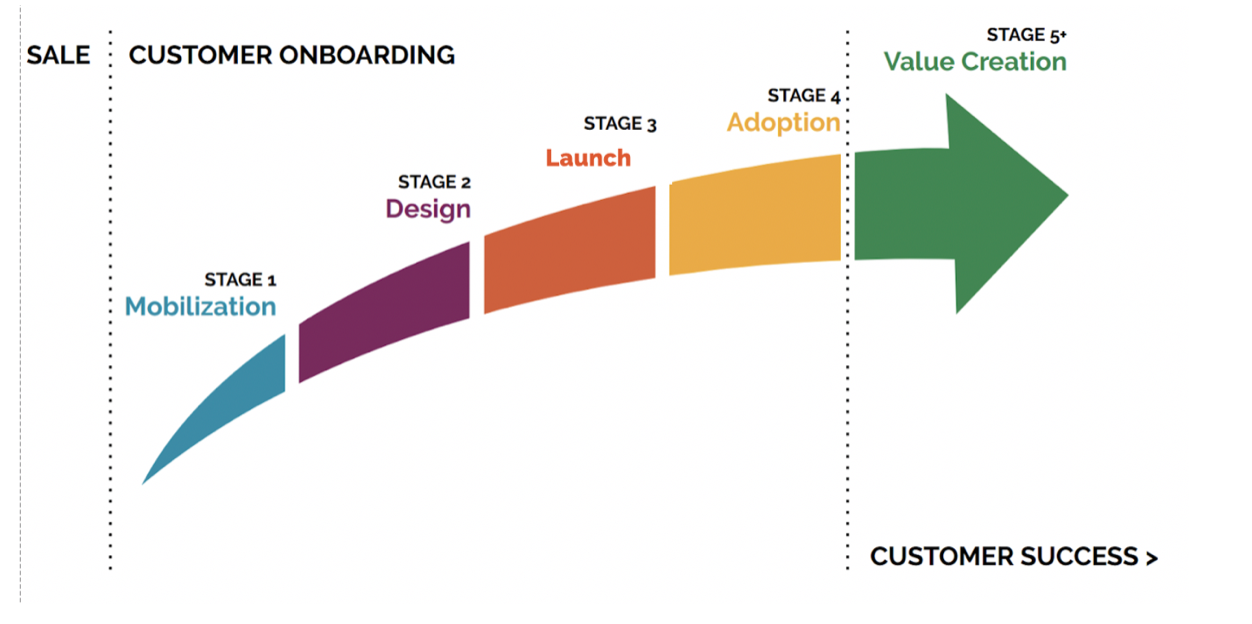 SALE
CUSTOMER ONBOARDING
STAGE 1
Mobilization
STAGE 2
Design
STAGE 3
Launch
STAGE 4
Adoption
STAGE 5+
Value Creation
CUSTOMER SUCCESS >